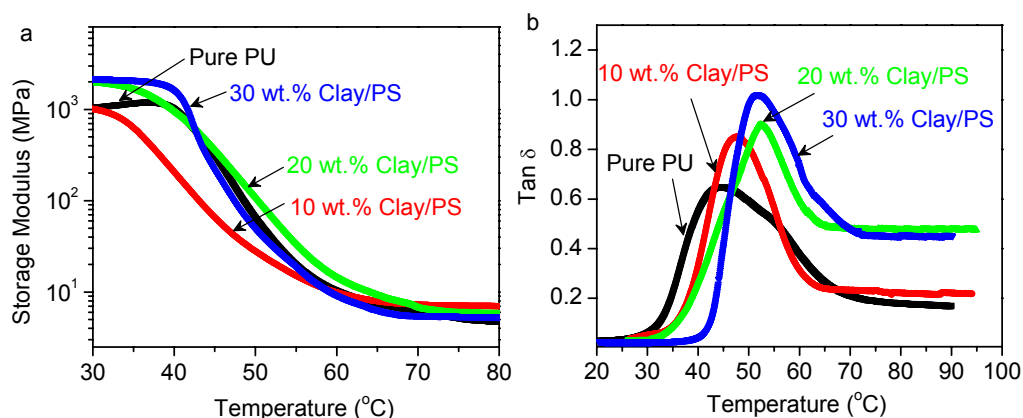 a
Storage Modulus (MPa)
10³
10²
10¹
Pure PU
30 wt.% Clay/PS
20 wt.% Clay/PS
10 wt.% Clay/PS
30 40 50 60 70 80
Temperature (°C)
b
Tan δ
1.2
1.0
0.8
0.6
0.4
0.2
10 wt.% Clay/PS
20 wt.% Clay/PS
30 wt.% Clay/PS
Pure PU
20 30 40 50 60 70 80 90 100
Temperature (°C)